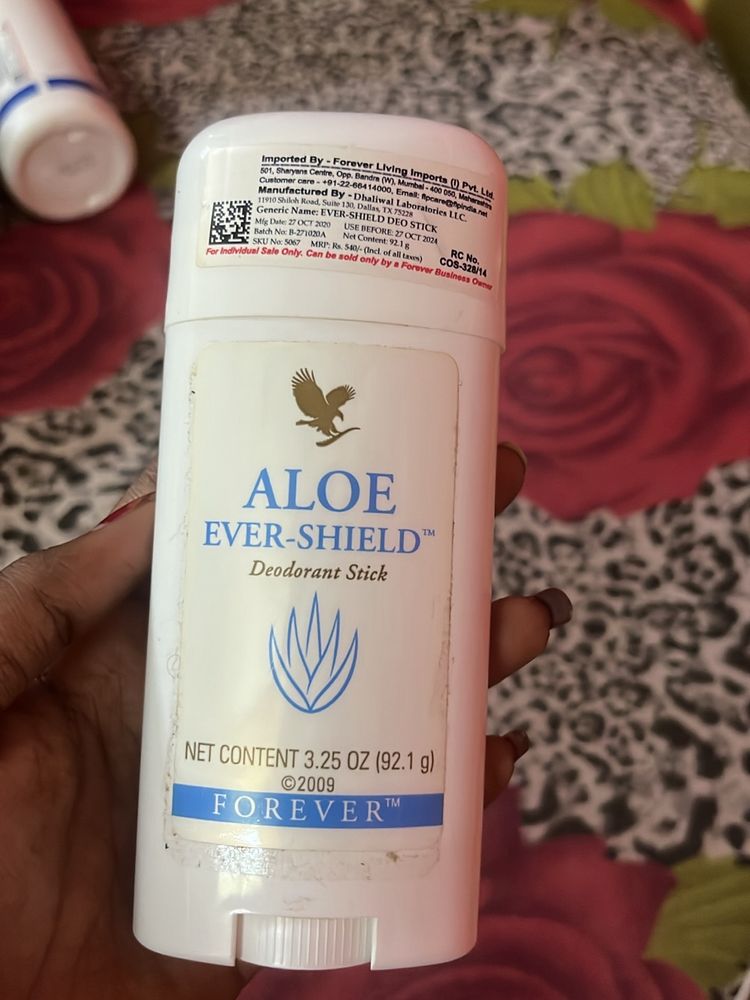 Imported By - Forever Living Imports (I) Pvt. Ltd.
501, Sharyans Centre, Opp. Bandra (W), Mumbai - 400 050, Maharashtra
Customer care - +91-22-66414000, Email: flpcare@flpindia.net
Manufactured By - Dhaliwal Laboratories LLC.
11910 Shiloh Road, Suite 130, Dallas, TX 75228
Generic Name: EVER-SHIELD DEO STICK
Mfg Date: 27 OCT 2020 USE BEFORE: 27 OCT 2024
Batch No: B-271020A Net Content: 92.1 g
SKU No: 5067 MRP: Rs. 540/- (Incl. of all taxes)
RC No.
COS-328/14
For Individual Sale Only. Can be sold only by a Forever Business Owner
ALOE
EVER-SHIELD™
Deodorant Stick
NET CONTENT 3.25 OZ (92.1 g)
©2009
FOREVER™